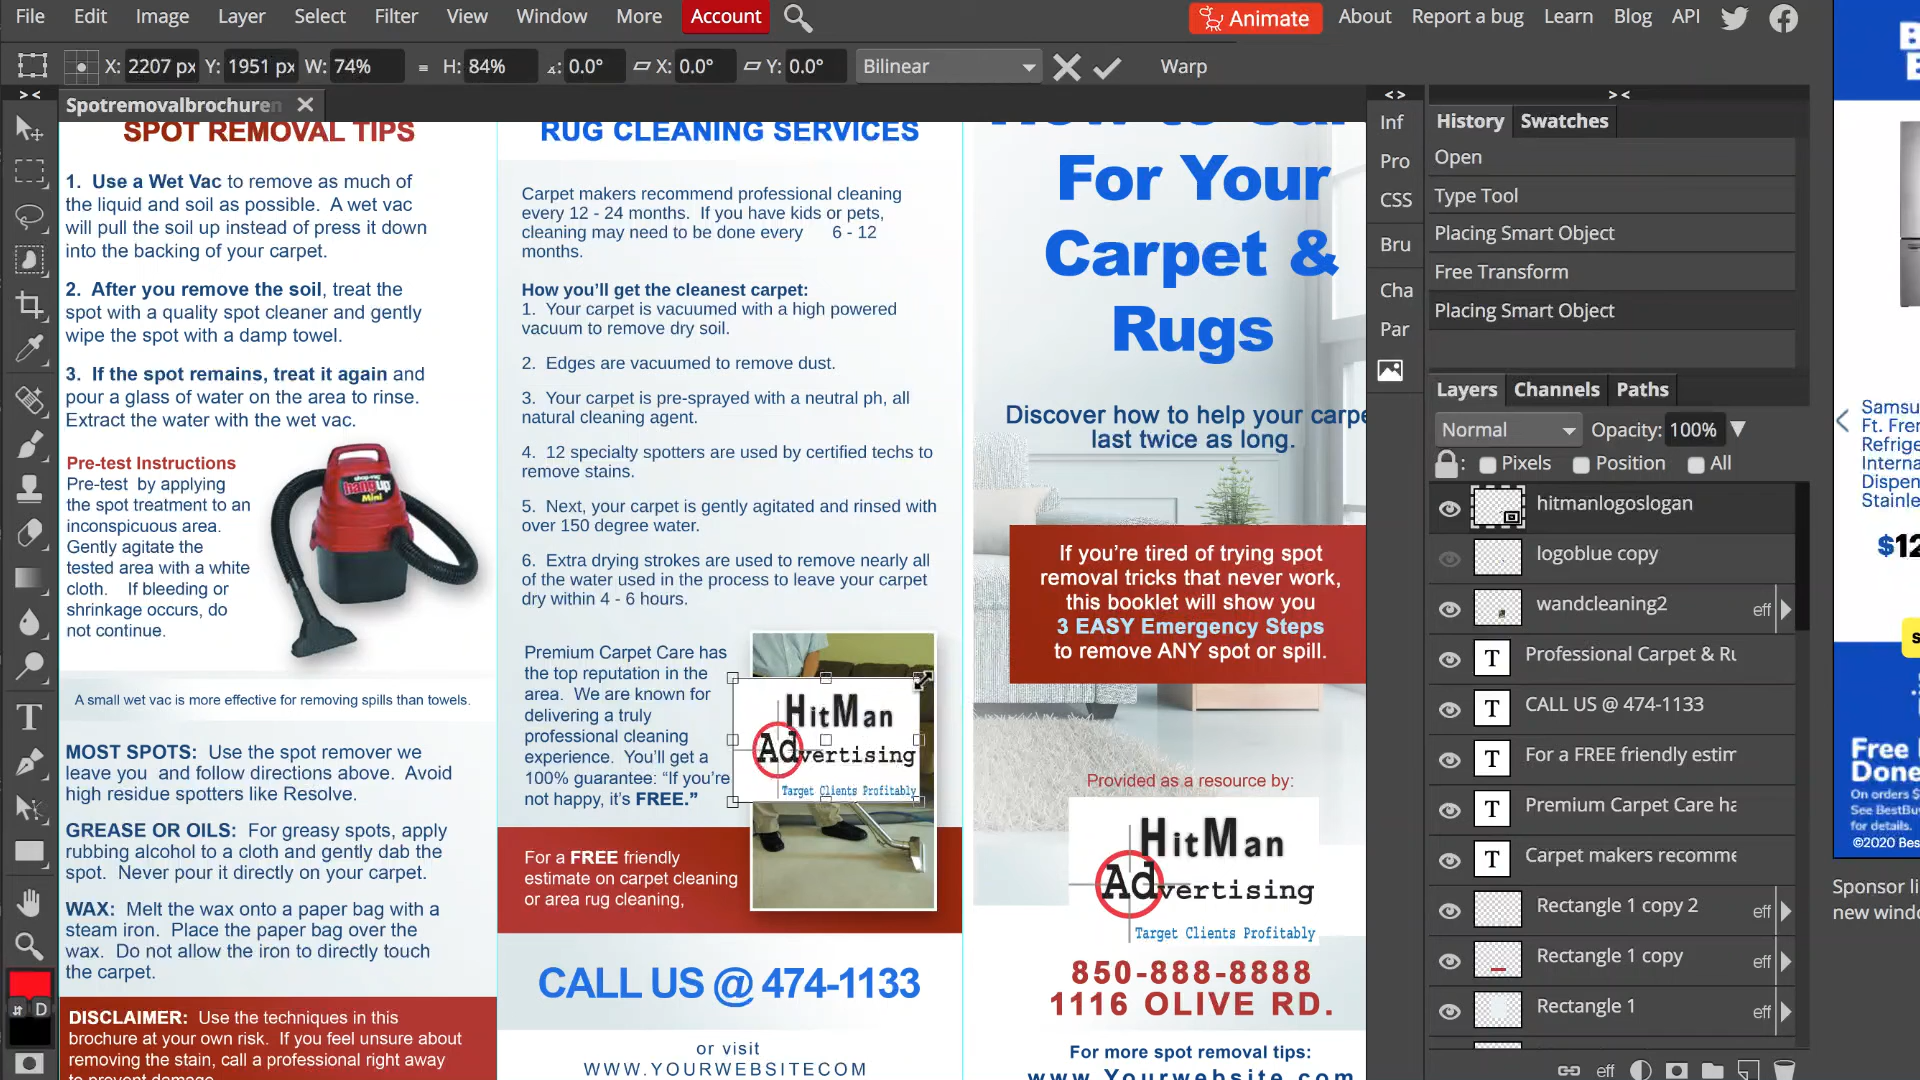 File Edit Image Layer Select Filter View Window More Account
Animate About Report a bug Learn Blog API
X: 2207 px Y: 1951 px W: 74% = H: 84% 0.0° X: 0.0° Y: 0.0° Bilinear Warp
Spotremovalbrochuren
SPOT REMOVAL TIPS
1. Use a Wet Vac to remove as much of
the liquid and soil as possible. A wet vac
will pull the soil up instead of press it down
into the backing of your carpet.
2. After you remove the soil, treat the
spot with a quality spot cleaner and gently
wipe the spot with a damp towel.
3. If the spot remains, treat it again and
pour a glass of water on the area to rinse.
Extract the water with the wet vac.
Pre-test Instructions
Pre-test by applying
the spot treatment to an
inconspicuous area.
Gently agitate the
tested area with a white
cloth. If bleeding or
shrinkage occurs, do
not continue.
shop-vac
hangup
Mini
A small wet vac is more effective for removing spills than towels.
MOST SPOTS: Use the spot remover we
leave you and follow directions above. Avoid
high residue spotters like Resolve.
GREASE OR OILS: For greasy spots, apply
rubbing alcohol to a cloth and gently dab the
spot. Never pour it directly on your carpet.
WAX: Melt the wax onto a paper bag with a
steam iron. Place the paper bag over the
wax. Do not allow the iron to directly touch
the carpet.
DISCLAIMER: Use the techniques in this
brochure at your own risk. If you feel unsure about
removing the stain, call a professional right away
to prevent damage.
RUG CLEANING SERVICES
Carpet makers recommend professional cleaning
every 12 - 24 months. If you have kids or pets,
cleaning may need to be done every 6 - 12
months.
How you'll get the cleanest carpet:
1. Your carpet is vacuumed with a high powered
vacuum to remove dry soil.
2. Edges are vacuumed to remove dust.
3. Your carpet is pre-sprayed with a neutral ph, all
natural cleaning agent.
4. 12 specialty spotters are used by certified techs to
remove stains.
5. Next, your carpet is gently agitated and rinsed with
over 150 degree water.
6. Extra drying strokes are used to remove nearly all
of the water used in the process to leave your carpet
dry within 4 - 6 hours.
Premium Carpet Care has
the top reputation in the
area. We are known for
delivering a truly
professional cleaning
experience. You'll get a
100% guarantee: "If you're
not happy, it's FREE."
HitMan
Advertising
Target Clients Profitably
For a FREE friendly
estimate on carpet cleaning
or area rug cleaning,
CALL US @ 474-1133
or visit
WWW.YOURWEBSITECOM
How to Car
For Your
Carpet &
Rugs
Discover how to help your carpe
last twice as long.
If you're tired of trying spot
removal tricks that never work,
this booklet will show you
3 EASY Emergency Steps
to remove ANY spot or spill.
Provided as a resource by:
HitMan
Advertising
Target Clients Profitably
850-888-8888
1116 OLIVE RD.
For more spot removal tips:
www.Yourwebsite.com
Inf
Pro
CSS
Bru
Cha
Par
History Swatches
Open
Type Tool
Placing Smart Object
Free Transform
Placing Smart Object
Layers Channels Paths
Normal Opacity: 100%
: Pixels Position All
hitmanlogoslogan
logoblue copy
wandcleaning2 eff
T Professional Carpet & Ru
T CALL US @ 474-1133
T For a FREE friendly estim
T Premium Carpet Care ha
T Carpet makers recomme
Rectangle 1 copy 2 eff
Rectangle 1 copy eff
Rectangle 1 eff
eff
D
B
B
Samsu
Ft. Fren
Refriger
Interna
Dispen
Stainle
$12
S
Free
Done
On orders $
See BestBu
for details.
©2020 Bes
Sponsor li
new windo